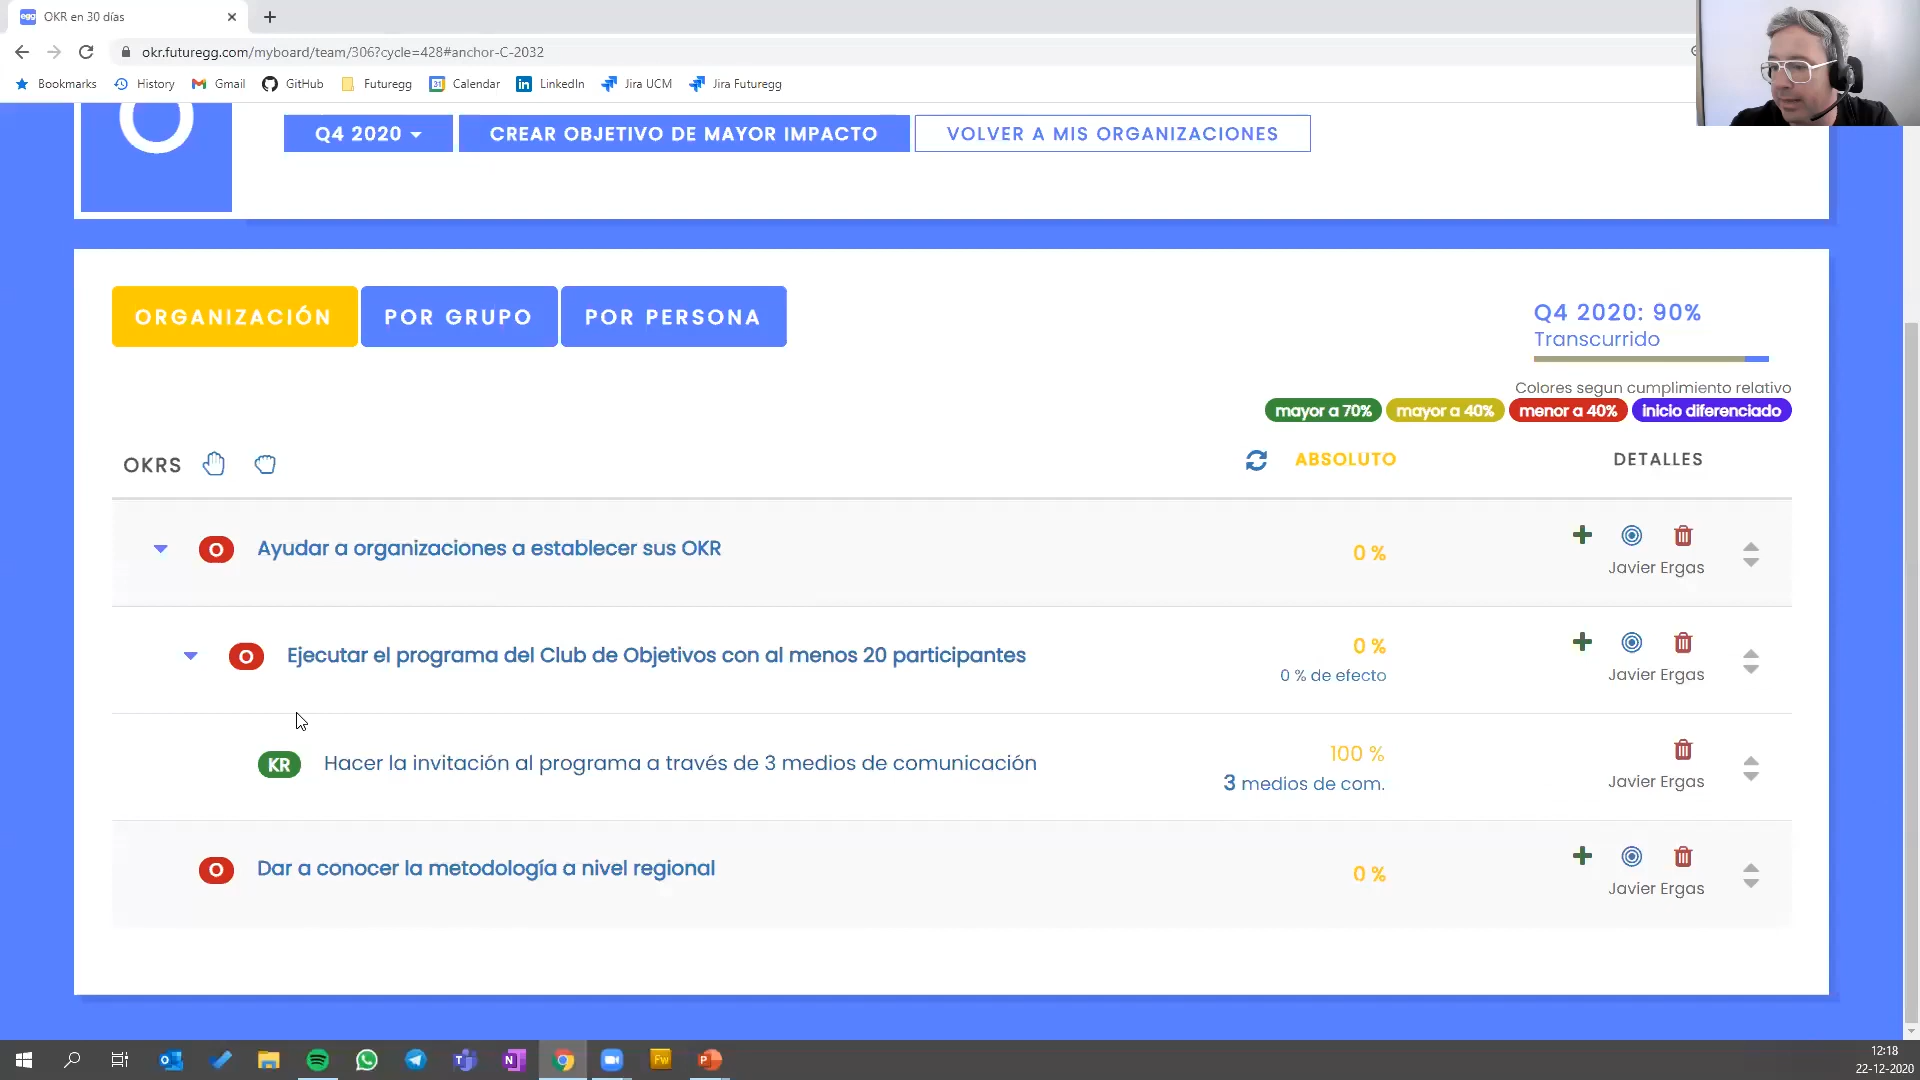 egg OKR en 30 días
okr.futuregg.com/myboard/team/306?cycle=428#anchor-C-2032
Bookmarks History Gmail GitHub Futuregg 31 Calendar in LinkedIn Jira UCM Jira Futuregg
O
Q4 2020 CREAR OBJETIVO DE MAYOR IMPACTO VOLVER A MIS ORGANIZACIONES
ORGANIZACIÓN POR GRUPO POR PERSONA
Q4 2020: 90%
Transcurrido
Colores segun cumplimiento relativo
mayor a 70% mayor a 40% menor a 40% inicio diferenciado
OKRS ABSOLUTO DETALLES
O Ayudar a organizaciones a establecer sus OKR 0 %
Javier Ergas
O Ejecutar el programa del Club de Objetivos con al menos 20 participantes 0 %
0 % de efecto Javier Ergas
KR Hacer la invitación al programa a través de 3 medios de comunicación 100 %
3 medios de com. Javier Ergas
O Dar a conocer la metodología a nivel regional 0 %
Javier Ergas
Fw
12:18
22-12-2020